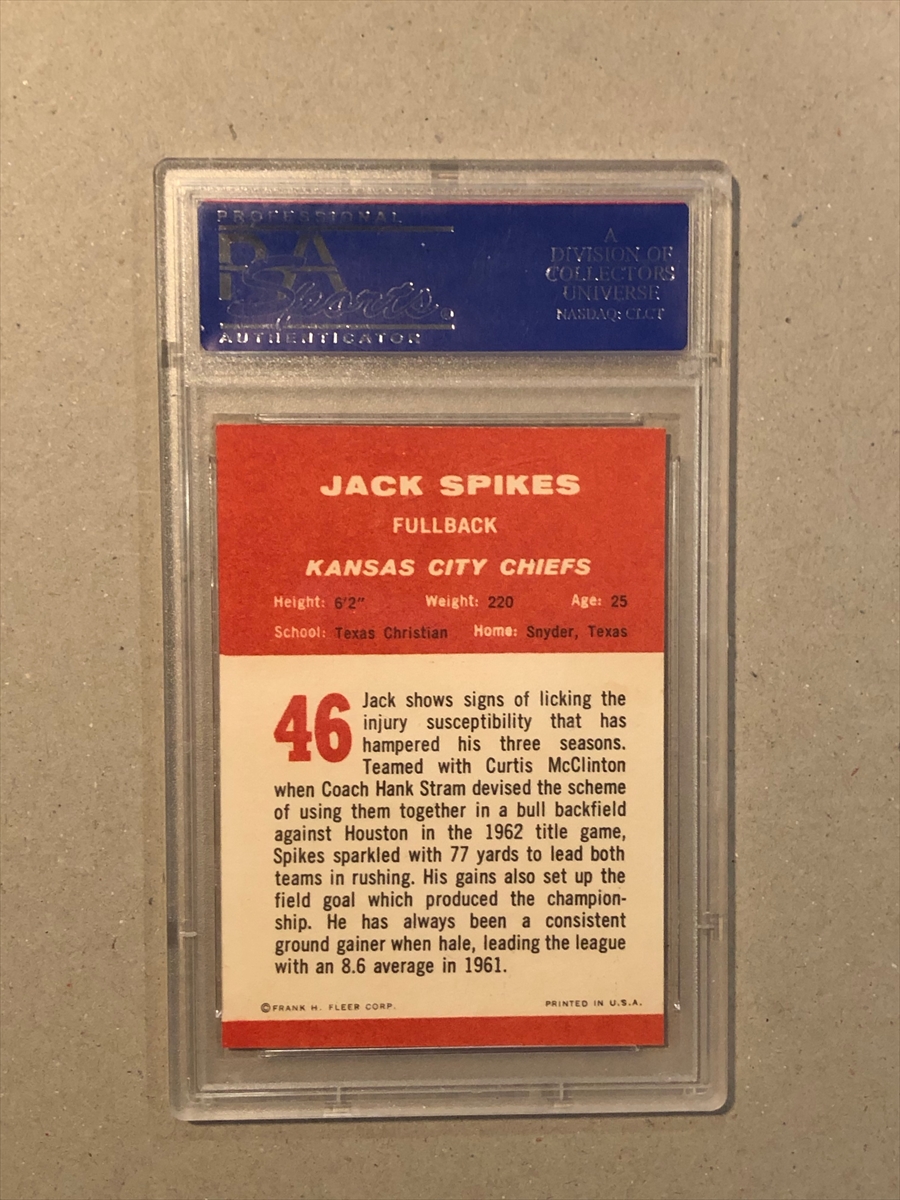 PROFESSIONAL
PSA
Sports
AUTHENTICATOR
A
DIVISION OF
COLLECTORS
UNIVERSE
NASDAQ: CLCT
JACK SPIKES
FULLBACK
KANSAS CITY CHIEFS
Height: 6'2" Weight: 220 Age: 25
School: Texas Christian Home: Snyder, Texas
46
Jack shows signs of licking the
injury susceptibility that has
hampered his three seasons.
Teamed with Curtis McClinton
when Coach Hank Stram devised the scheme
of using them together in a bull backfield
against Houston in the 1962 title game,
Spikes sparkled with 77 yards to lead both
teams in rushing. His gains also set up the
field goal which produced the champion-
ship. He has always been a consistent
ground gainer when hale, leading the league
with an 8.6 average in 1961.
©FRANK H. FLEER CORP. PRINTED IN U.S.A.